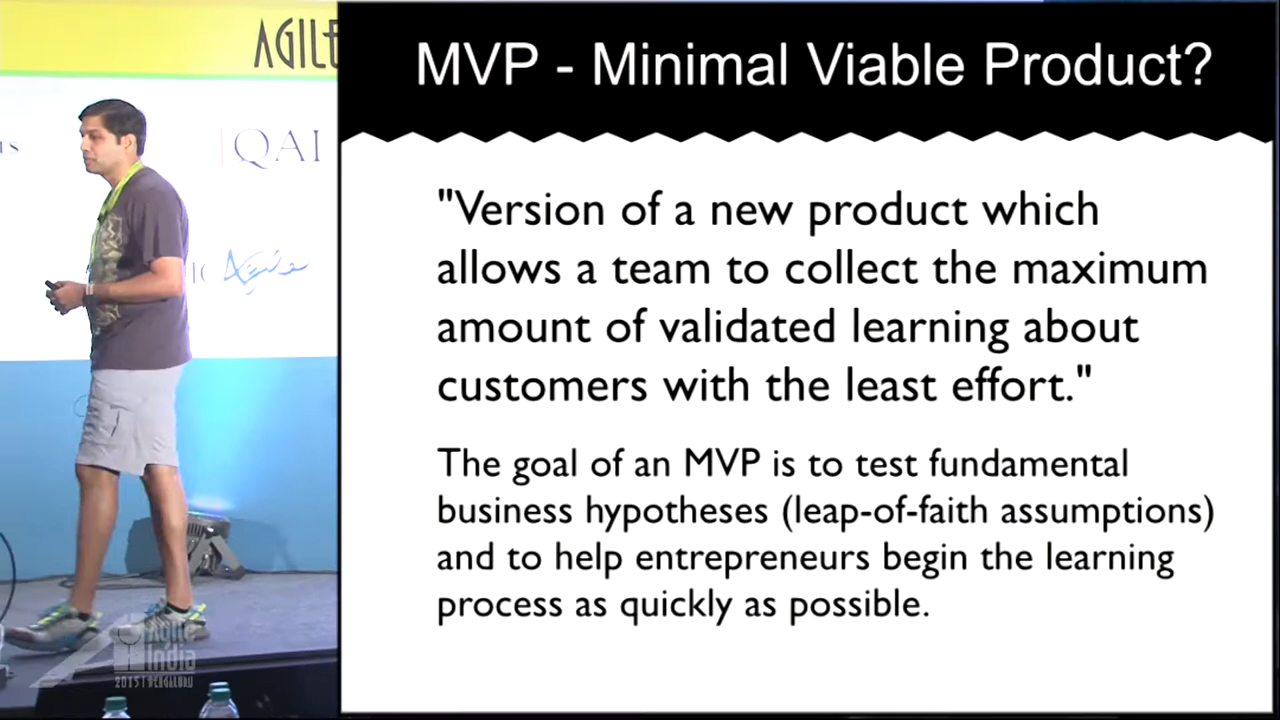 AGILE
QAI
MVP - Minimal Viable Product?
"Version of a new product which
allows a team to collect the maximum
amount of validated learning about
customers with the least effort."
The goal of an MVP is to test fundamental
business hypotheses (leap-of-faith assumptions)
and to help entrepreneurs begin the learning
process as quickly as possible.
Agile
India
2015 | BENGALURU